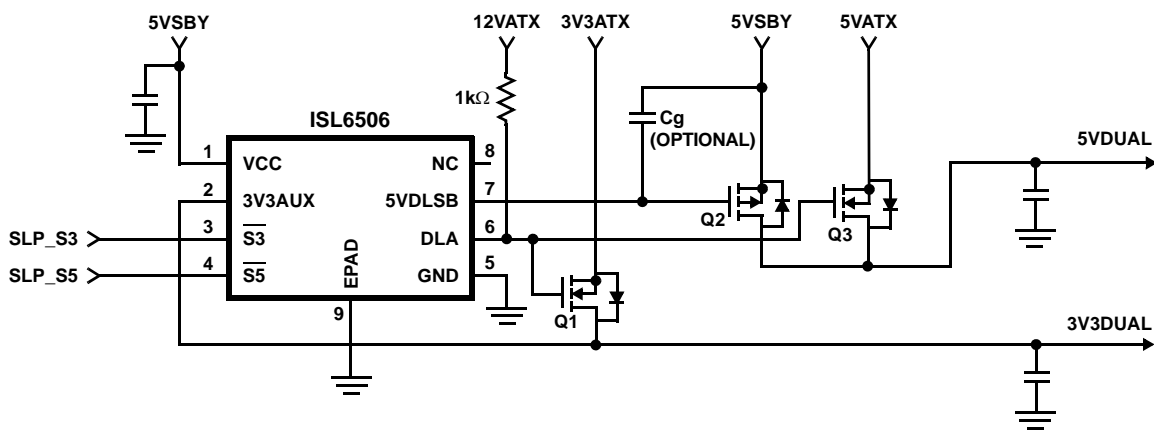 5VSBY
12VATX
3V3ATX
5VSBY
5VATX
1kΩ
ISL6506
Cg
(OPTIONAL)
1
VCC
NC
8
5VDUAL
2
3V3AUX
5VDLSB
7
Q2
Q3
SLP_S3
3
S3
DLA
6
SLP_S5
4
S5
EPAD
GND
5
9
Q1
3V3DUAL